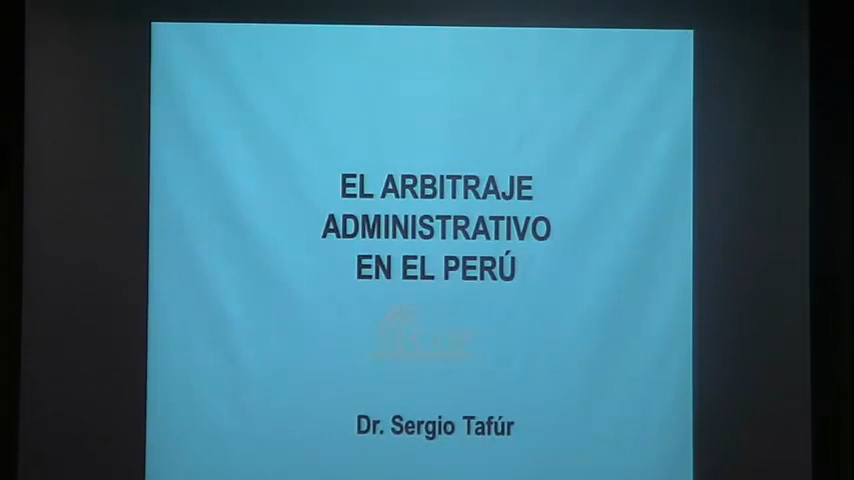 EL ARBITRAJE
ADMINISTRATIVO
EN EL PERÚ
Dr. Sergio Tafúr